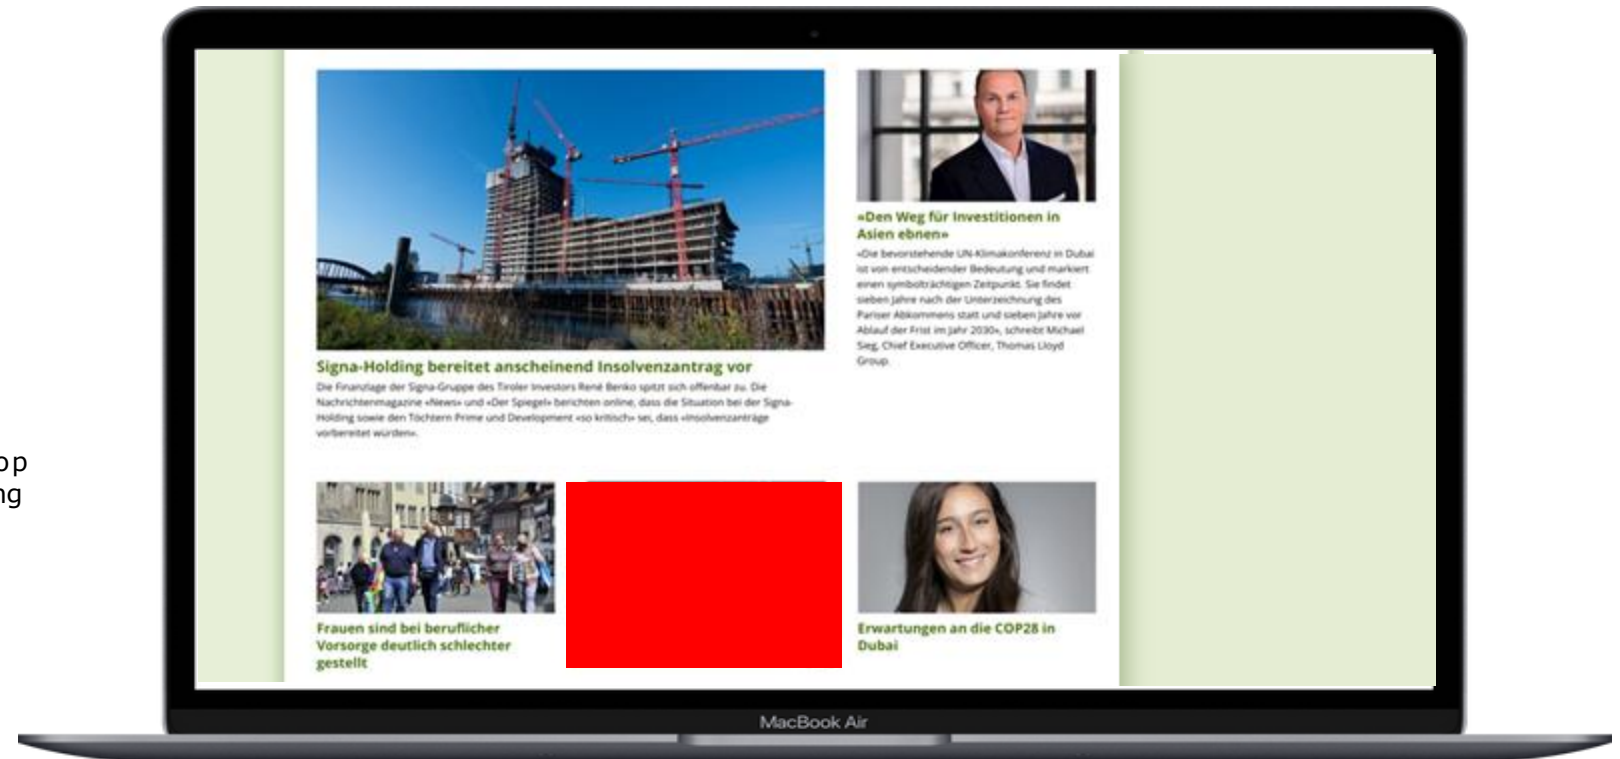 op
ng
Signa-Holding bereitet anscheinend Insolvenzantrag vor
Die Finanzlage der Signa-Gruppe des Tiroler Investors René Benko spitzt sich offenbar zu. Die
Nachrichtenmagazine «News» und «Der Spiegel» berichten online, dass die Situation bei der Signa-
Holding sowie den Töchtern Prime und Development «so kritisch» sei, dass «Insolvenzanträge
vorbereitet würden».
«Den Weg für Investitionen in
Asien ebnen»
«Die bevorstehende UN-Klimakonferenz in Dubai
ist von entscheidender Bedeutung und markiert
einen symbolträchtigen Zeitpunkt. Sie findet
sieben Jahre nach der Unterzeichnung des
Pariser Abkommens statt und sieben Jahre vor
Ablauf der Frist im Jahr 2030», schreibt Michael
Sieg, Chief Executive Officer, Thomas Lloyd
Group.
Frauen sind bei beruflicher
Vorsorge deutlich schlechter
gestellt
Erwartungen an die COP28 in
Dubai
MacBook Air